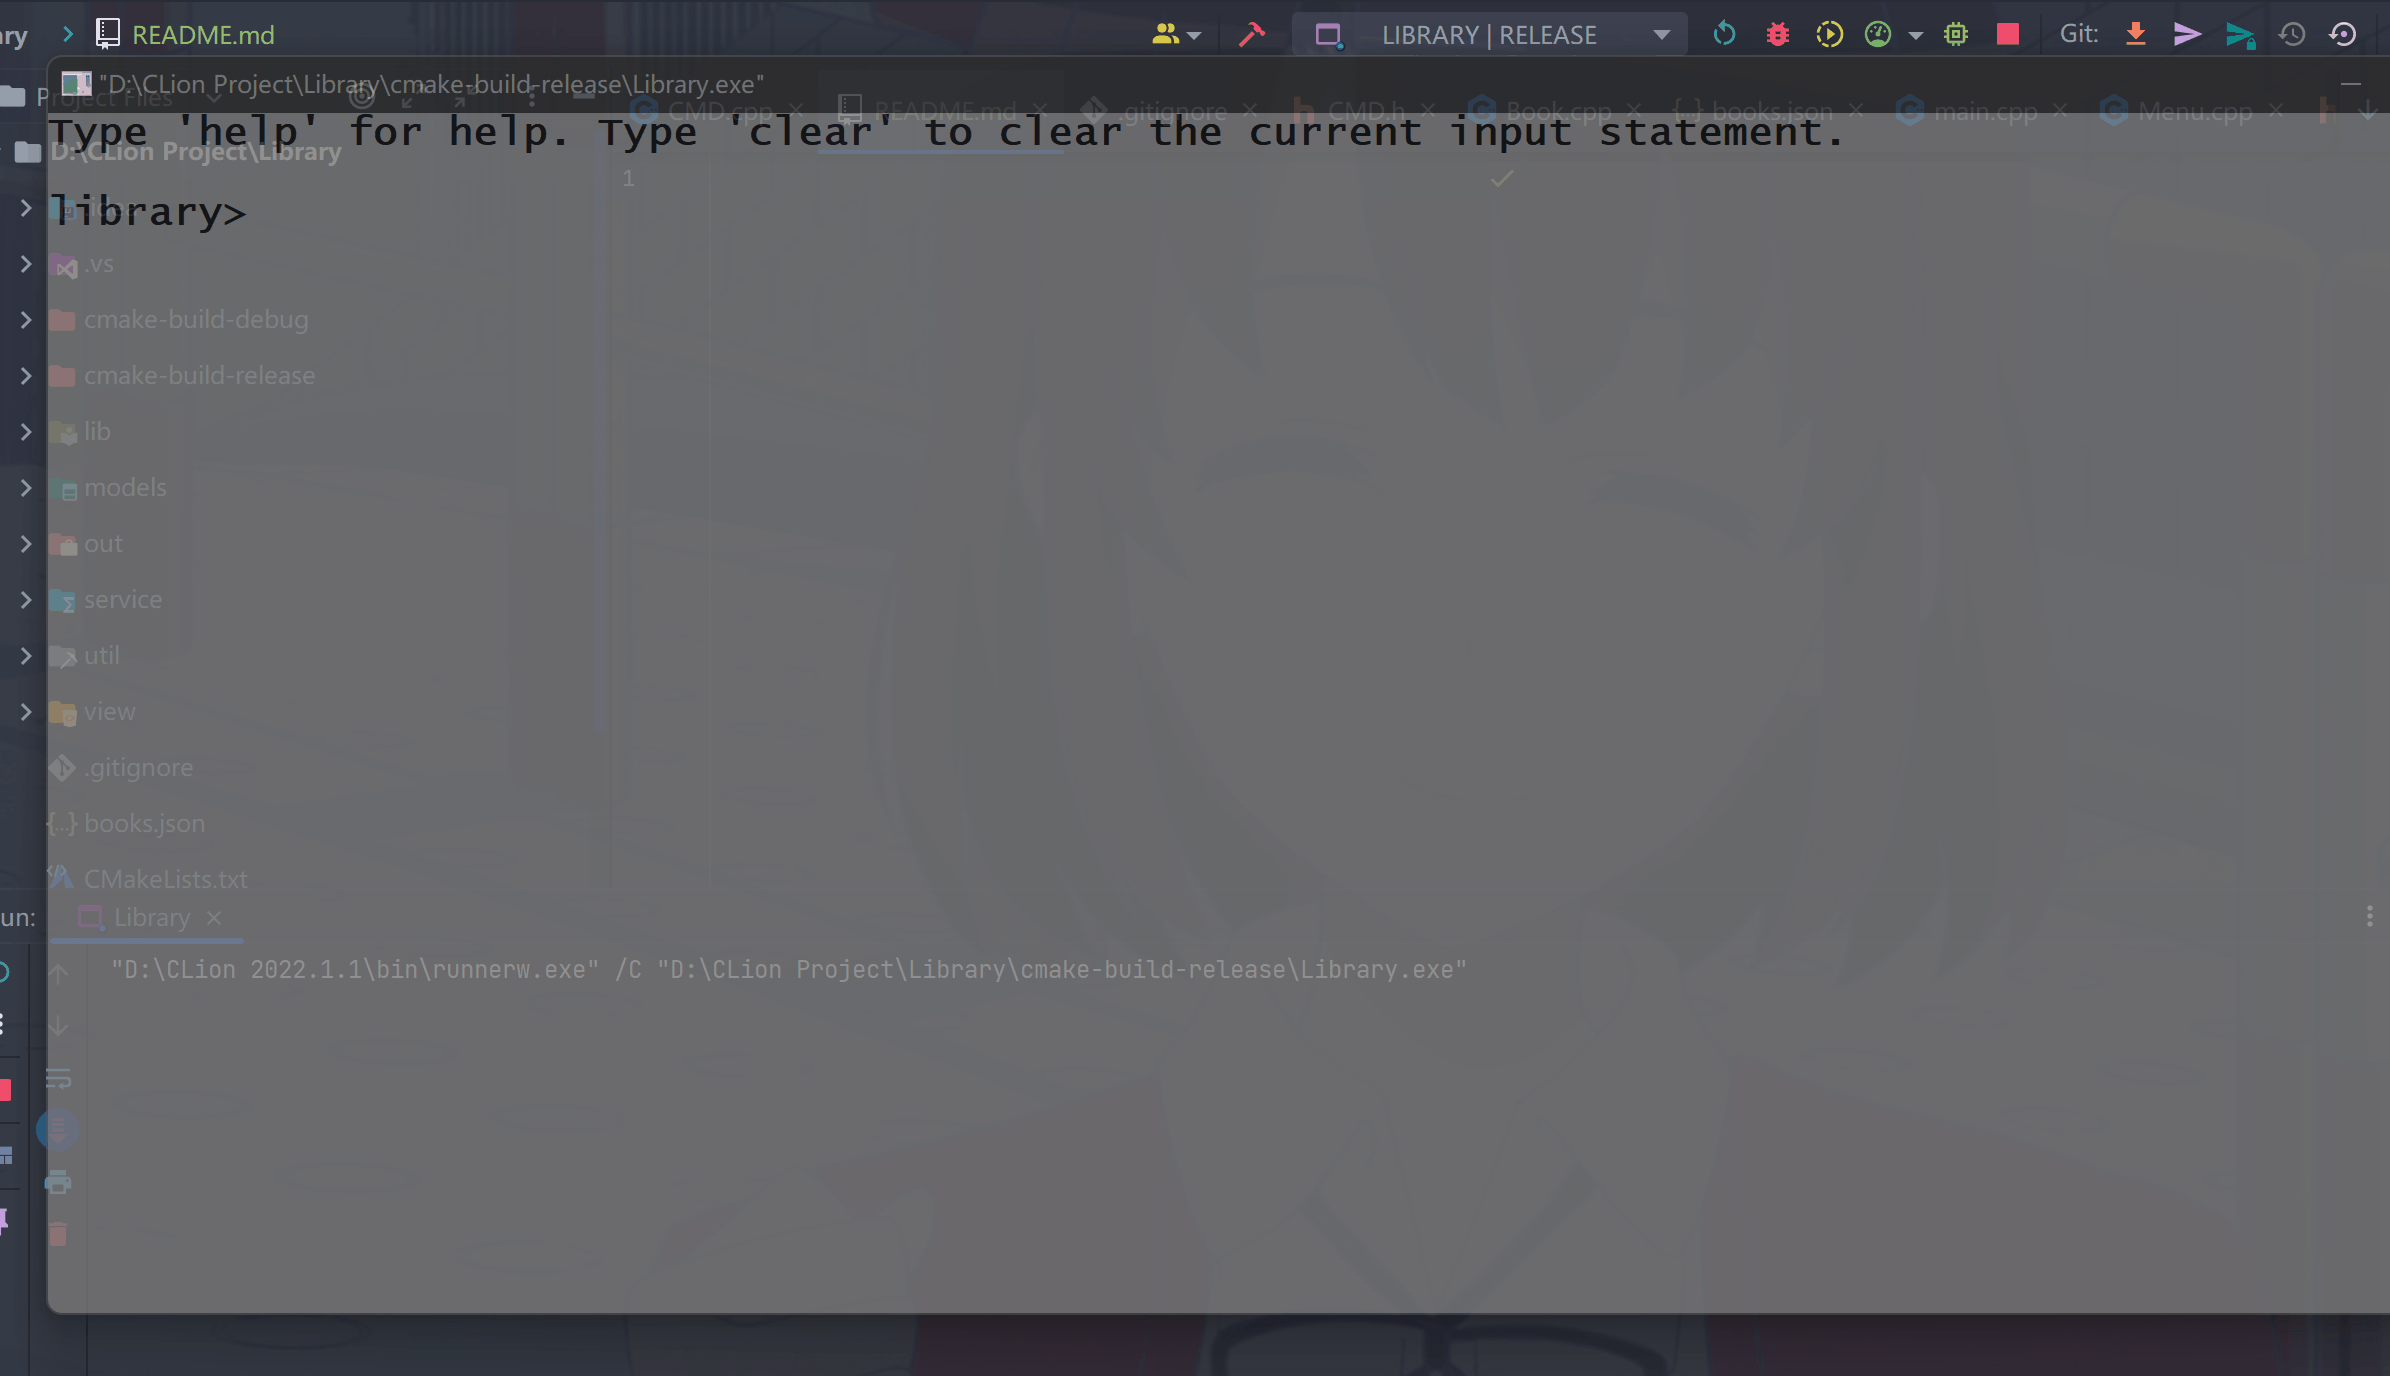 ry
README.md
LIBRARY | RELEASE
Git:
"D:\CLion Project\Library\cmake-build-release\Library.exe"
Project Files
CMD.cpp
README.md
.gitignore
CMD.h
Book.cpp
books.json
main.cpp
Menu.cpp
Type 'help' for help. Type 'clear' to clear the current input statement.
D:\CLion Project\Library
1
library>
.idea
.vs
cmake-build-debug
cmake-build-release
lib
models
out
service
util
view
.gitignore
books.json
CMakeLists.txt
un:
Library
"D:\CLion 2022.1.1\bin\runnerw.exe" /C "D:\CLion Project\Library\cmake-build-release\Library.exe"